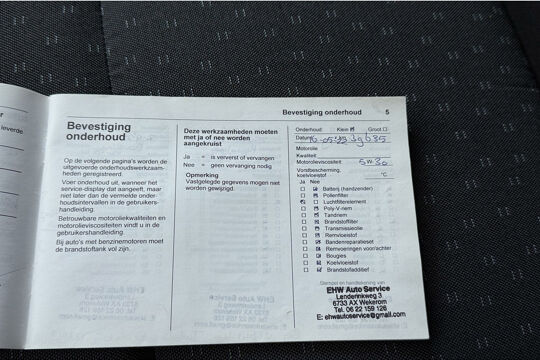 r
leverde
Bevestiging onderhoud 5
Bevestiging
onderhoud
Op de volgende pagina's worden de
uitgevoerde onderhoudswerkzaam-
heden geregistreerd.
Voer onderhoud uit, wanneer het
service-display dat aangeeft, maar
niet later dan de vermelde onder-
houdsintervallen in de gebruikers-
handleiding.
Betrouwbare motoroliekwaliteiten en
motorolieviscositeiten vindt u in de
gebruikershandleiding.
Bij auto's met benzinemotoren moet
de brandstoftank vol zijn.
Deze werkzaamheden moeten
met ja of nee worden
aangekruist
Ja = is ververst of vervangen
Nee = geen vervanging nodig
Opmerking
Vastgelegde gegevens mogen niet
worden gewijzigd.
Onderhoud: Klein Groot
Datum
Motorolie
Kwaliteit
Motorolieviscositeit 5W30
Vorstbescherming,
koelvloeistof °C
Ja Nee
Batterij (handzender)
Pollenfilter
Luchtfilterelement
Poly-V-riem
Tandriem
Brandstoffilter
Transmissieolie
Remvloeistof
Bandenreparatieset
Remvoeringen voor/achter
Bougies
Koelvloeistof
Brandstofadditief
Stempel en handtekening van
EHW Auto Service
Lenderinkweg 3
6733 AX Wekerom
Tel. 06 22 159 126
E: ehwautoservice@gmail.com